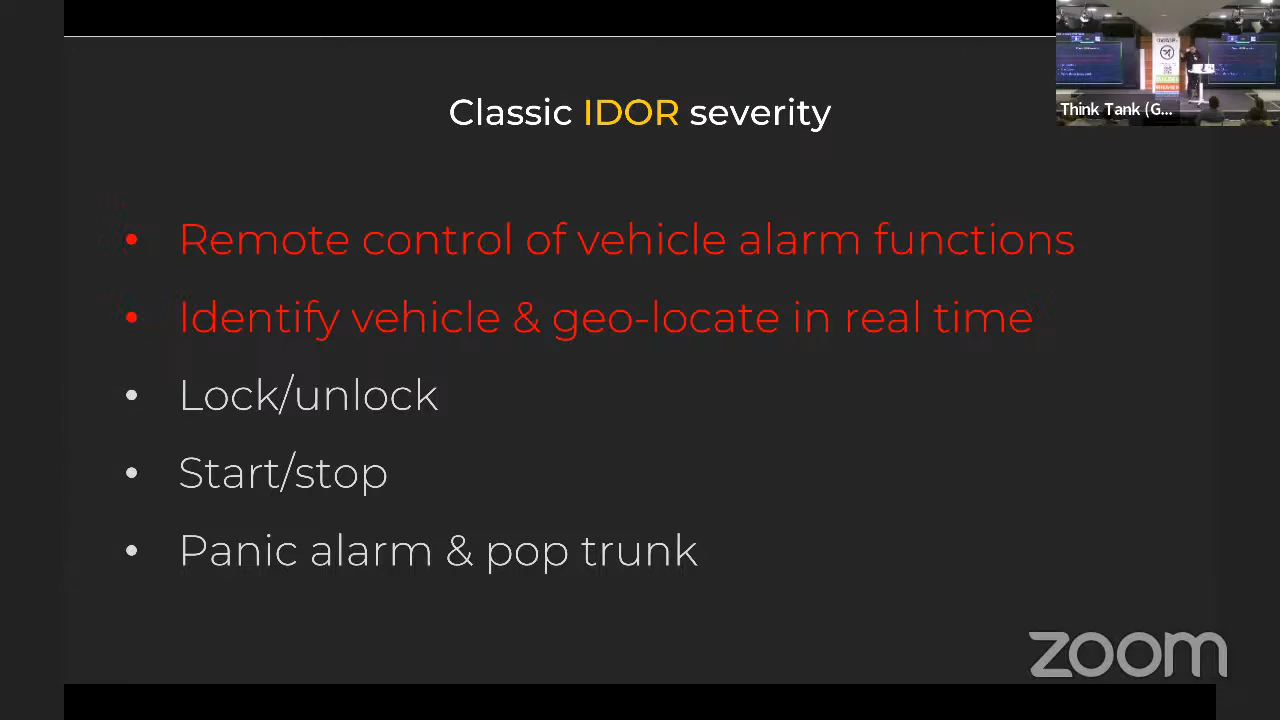 Classic IDOR severity
Think Tank (G...
• Remote control of vehicle alarm functions
• Identify vehicle & geo-locate in real time
• Lock/unlock
• Start/stop
• Panic alarm & pop trunk
zoom